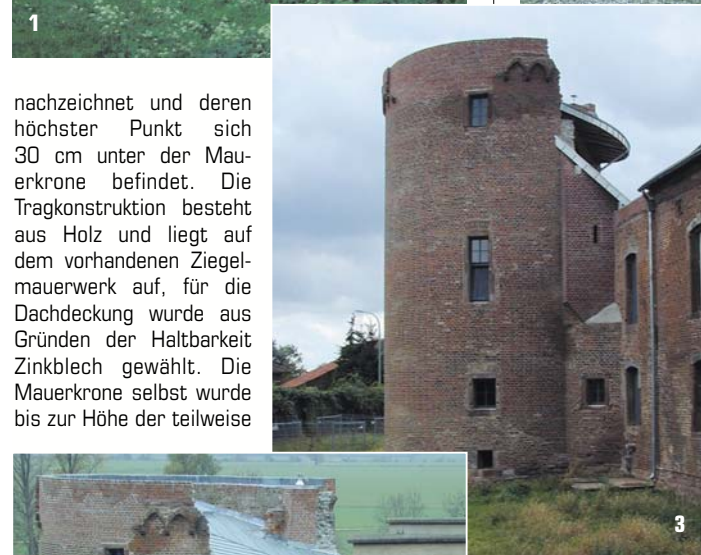 1
nachzeichnet und deren
höchster Punkt sich
30 cm unter der Mau-
erkrone befindet. Die
Tragkonstruktion besteht
aus Holz und liegt auf
dem vorhandenen Ziegel-
mauerwerk auf, für die
Dachdeckung wurde aus
Gründen der Haltbarkeit
Zinkblech gewählt. Die
Mauerkrone selbst wurde
bis zur Höhe der teilweise
3